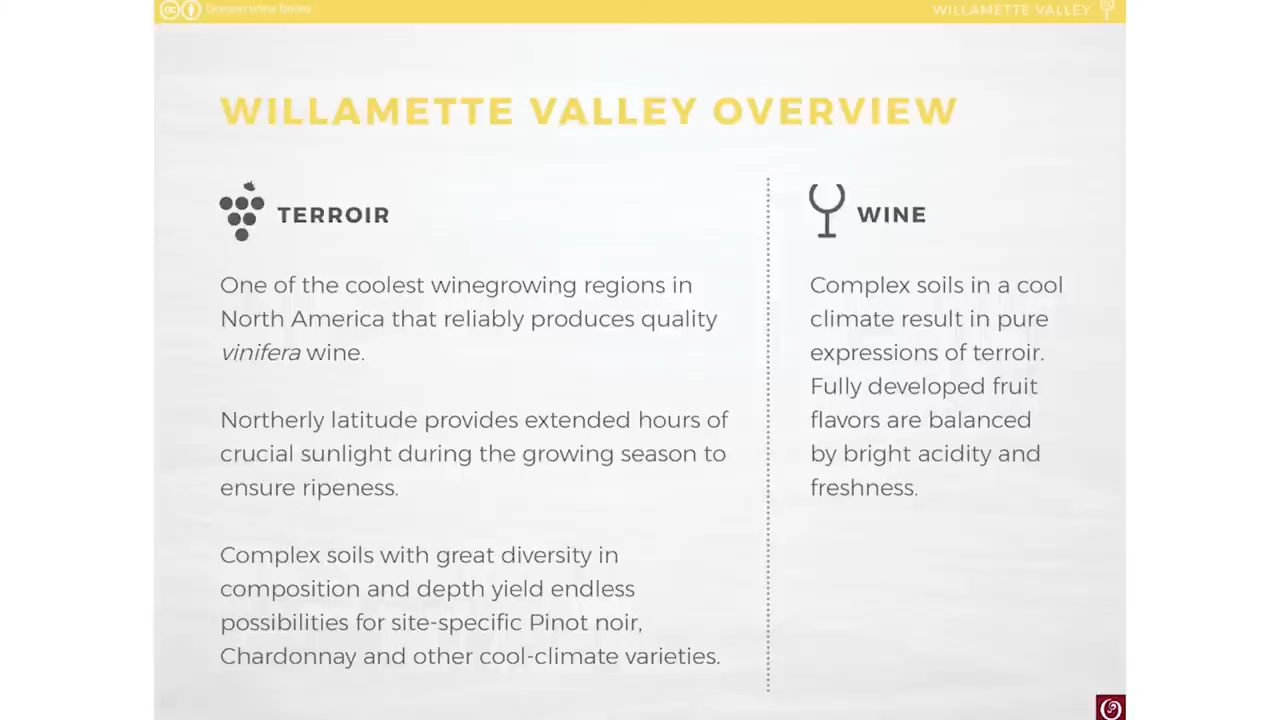 Oregon Wine Board
WILLAMETTE VALLEY
WILLAMETTE VALLEY OVERVIEW
TERROIR
One of the coolest winegrowing regions in
North America that reliably produces quality
vinifera wine.
Northerly latitude provides extended hours of
crucial sunlight during the growing season to
ensure ripeness.
Complex soils with great diversity in
composition and depth yield endless
possibilities for site-specific Pinot noir,
Chardonnay and other cool-climate varieties.
WINE
Complex soils in a cool
climate result in pure
expressions of terroir.
Fully developed fruit
flavors are balanced
by bright acidity and
freshness.